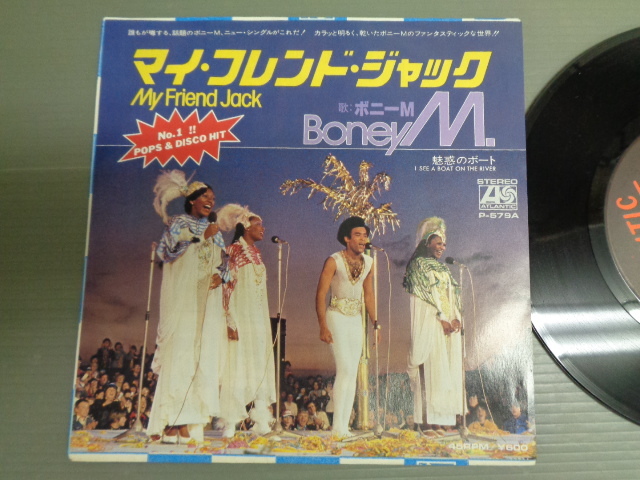 誰もが唖する、話題のボニーM、ニュー・シングルがこれだ! カラッと明るく、乾いたボニーMのファンタスティックな世界!!
マイ・フレンド・ジャック
My Friend Jack
歌:ボニーM
Boney M.
No.1 !!
POPS & DISCO HIT
魅惑のボート
I SEE A BOAT ON THE RIVER
STEREO
ATLANTIC
P-579A
45RPM/¥600
TIC